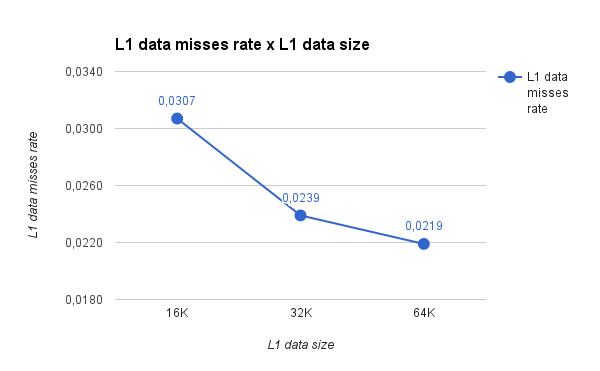 L1 data misses rate x L1 data size
0,0340
0,0300
0,0260
0,0220
0,0180
L1 data misses rate
0,0307
0,0239
0,0219
16K
32K
64K
L1 data size
L1 data
misses
rate